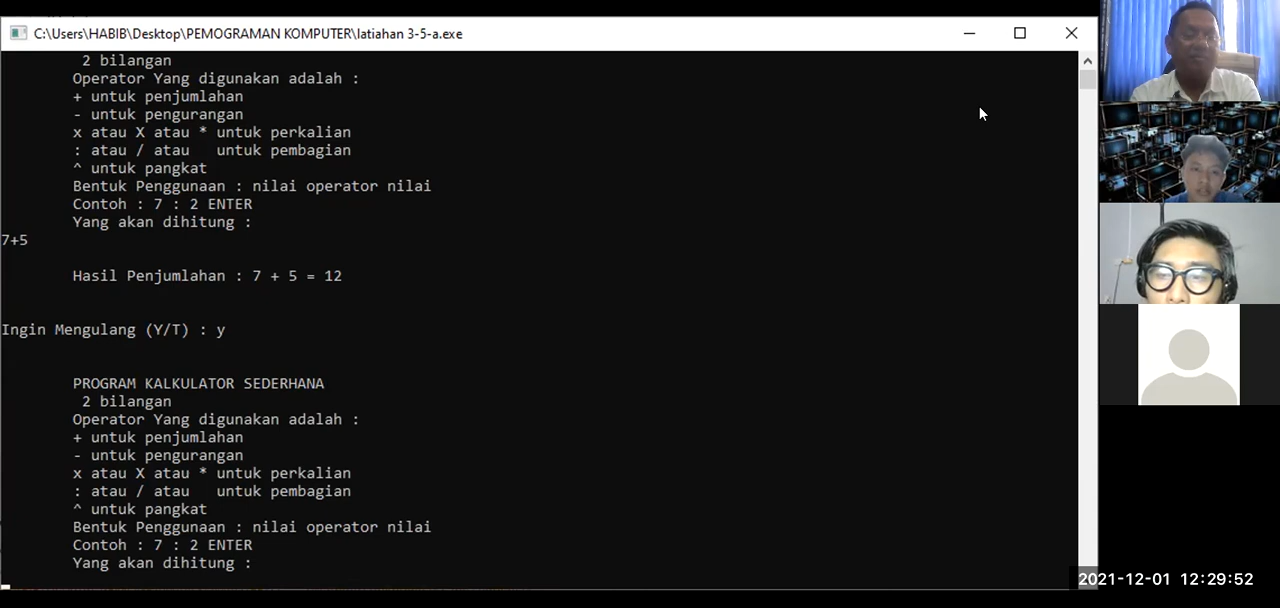 C:\Users\HABIB\Desktop\PEMOGRAMAN KOMPUTER\latiahan 3-5-a.exe
2 bilangan
Operator Yang digunakan adalah :
+ untuk penjumlahan
- untuk pengurangan
x atau X atau * untuk perkalian
: atau / atau   untuk pembagian
^ untuk pangkat
Bentuk Penggunaan : nilai operator nilai
Contoh : 7 : 2 ENTER
Yang akan dihitung :
7+5
Hasil Penjumlahan : 7 + 5 = 12
Ingin Mengulang (Y/T) : y
PROGRAM KALKULATOR SEDERHANA
2 bilangan
Operator Yang digunakan adalah :
+ untuk penjumlahan
- untuk pengurangan
x atau X atau * untuk perkalian
: atau / atau   untuk pembagian
^ untuk pangkat
Bentuk Penggunaan : nilai operator nilai
Contoh : 7 : 2 ENTER
Yang akan dihitung :
2021-12-01 12:29:52